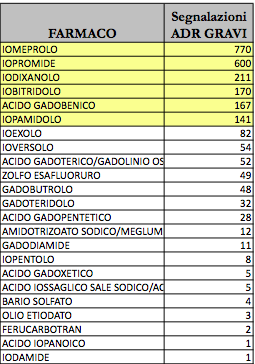 FARMACO Segnalazioni ADR GRAVI
IOMEPROLO 770
IOPROMIDE 600
IODIXANOLO 211
IOBITRIDOLO 170
ACIDO GADOBENICO 167
IOPAMIDOLO 141
IOEXOLO 82
IOVERSOLO 54
ACIDO GADOTERICO/GADOLINIO OS 52
ZOLFO ESAFLUORURO 49
GADOBUTROLO 48
GADOTERIDOLO 32
ACIDO GADOPENTETICO 28
AMIDOTRIZOATO SODICO/MEGLUM 12
GADODIAMIDE 11
IOPENTOLO 8
ACIDO GADOXETICO 5
ACIDO IOSSAGLICO SALE SODICO/AC 5
BARIO SOLFATO 4
OLIO ETIODATO 3
FERUCARBOTRAN 2
ACIDO IOPANOICO 1
IODAMIDE 1